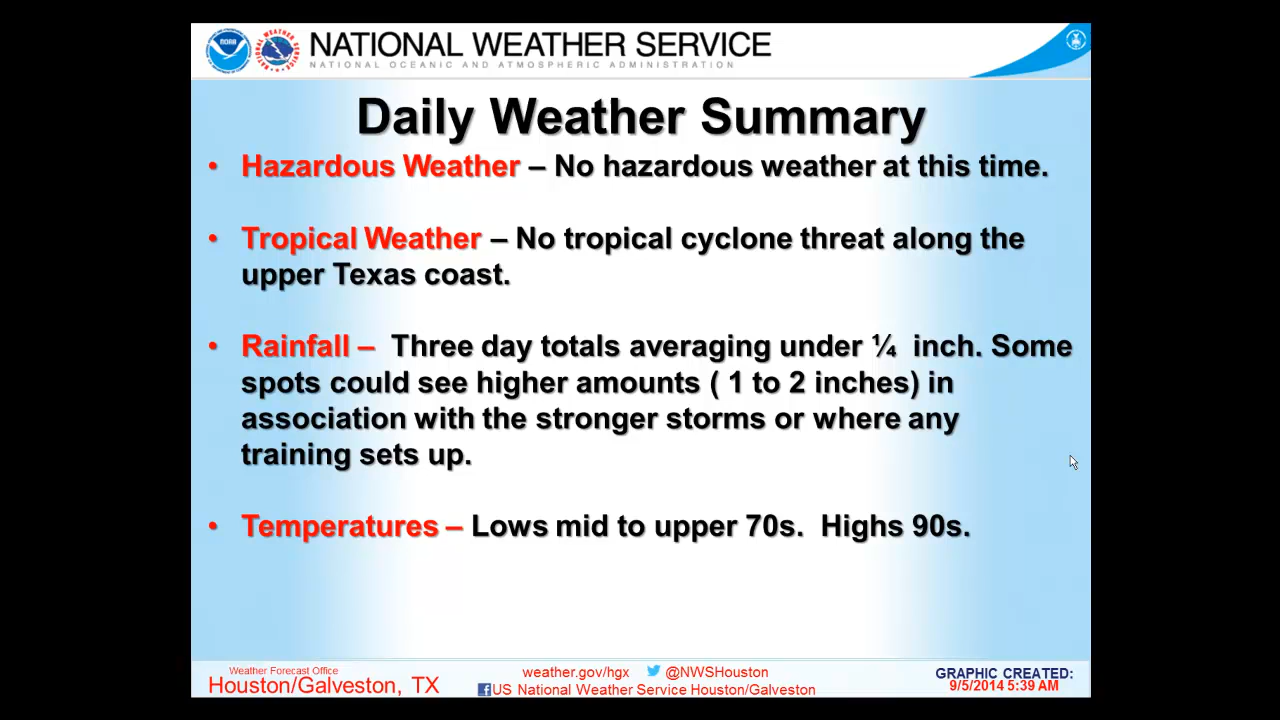 NATIONAL WEATHER SERVICE
NATIONAL OCEANIC AND ATMOSPHERIC ADMINISTRATION
Daily Weather Summary
• Hazardous Weather – No hazardous weather at this time.
• Tropical Weather – No tropical cyclone threat along the
upper Texas coast.
• Rainfall – Three day totals averaging under ¼ inch. Some
spots could see higher amounts ( 1 to 2 inches) in
association with the stronger storms or where any
training sets up.
• Temperatures – Lows mid to upper 70s. Highs 90s.
Weather Forecast Office
Houston/Galveston, TX
weather.gov/hgx @NWSHouston
US National Weather Service Houston/Galveston
GRAPHIC CREATED:
9/5/2014 5:39 AM